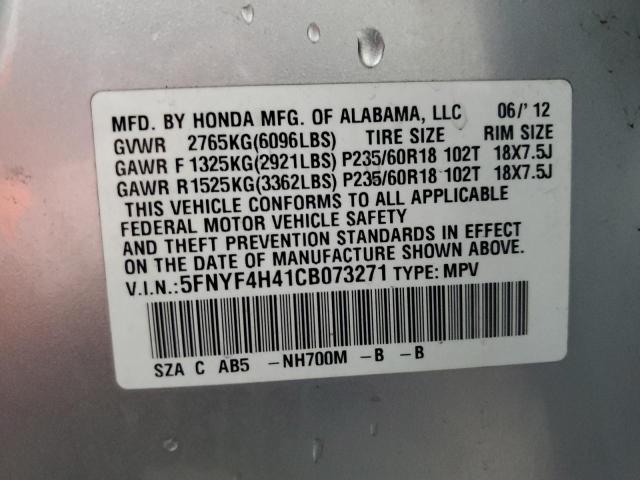 MFD. BY HONDA MFG. OF ALABAMA, LLC 06/'12
GVWR 2765KG(6096LBS) TIRE SIZE RIM SIZE
GAWR F 1325KG(2921LBS) P235/60R18 102T 18X7.5J
GAWR R 1525KG(3362LBS) P235/60R18 102T 18X7.5J
THIS VEHICLE CONFORMS TO ALL APPLICABLE
FEDERAL MOTOR VEHICLE SAFETY
AND THEFT PREVENTION STANDARDS IN EFFECT
ON THE DATE OF MANUFACTURE SHOWN ABOVE.
V.I.N.:5FNYF4H41CB073271 TYPE: MPV
SZA C AB5 -NH700M -B -B